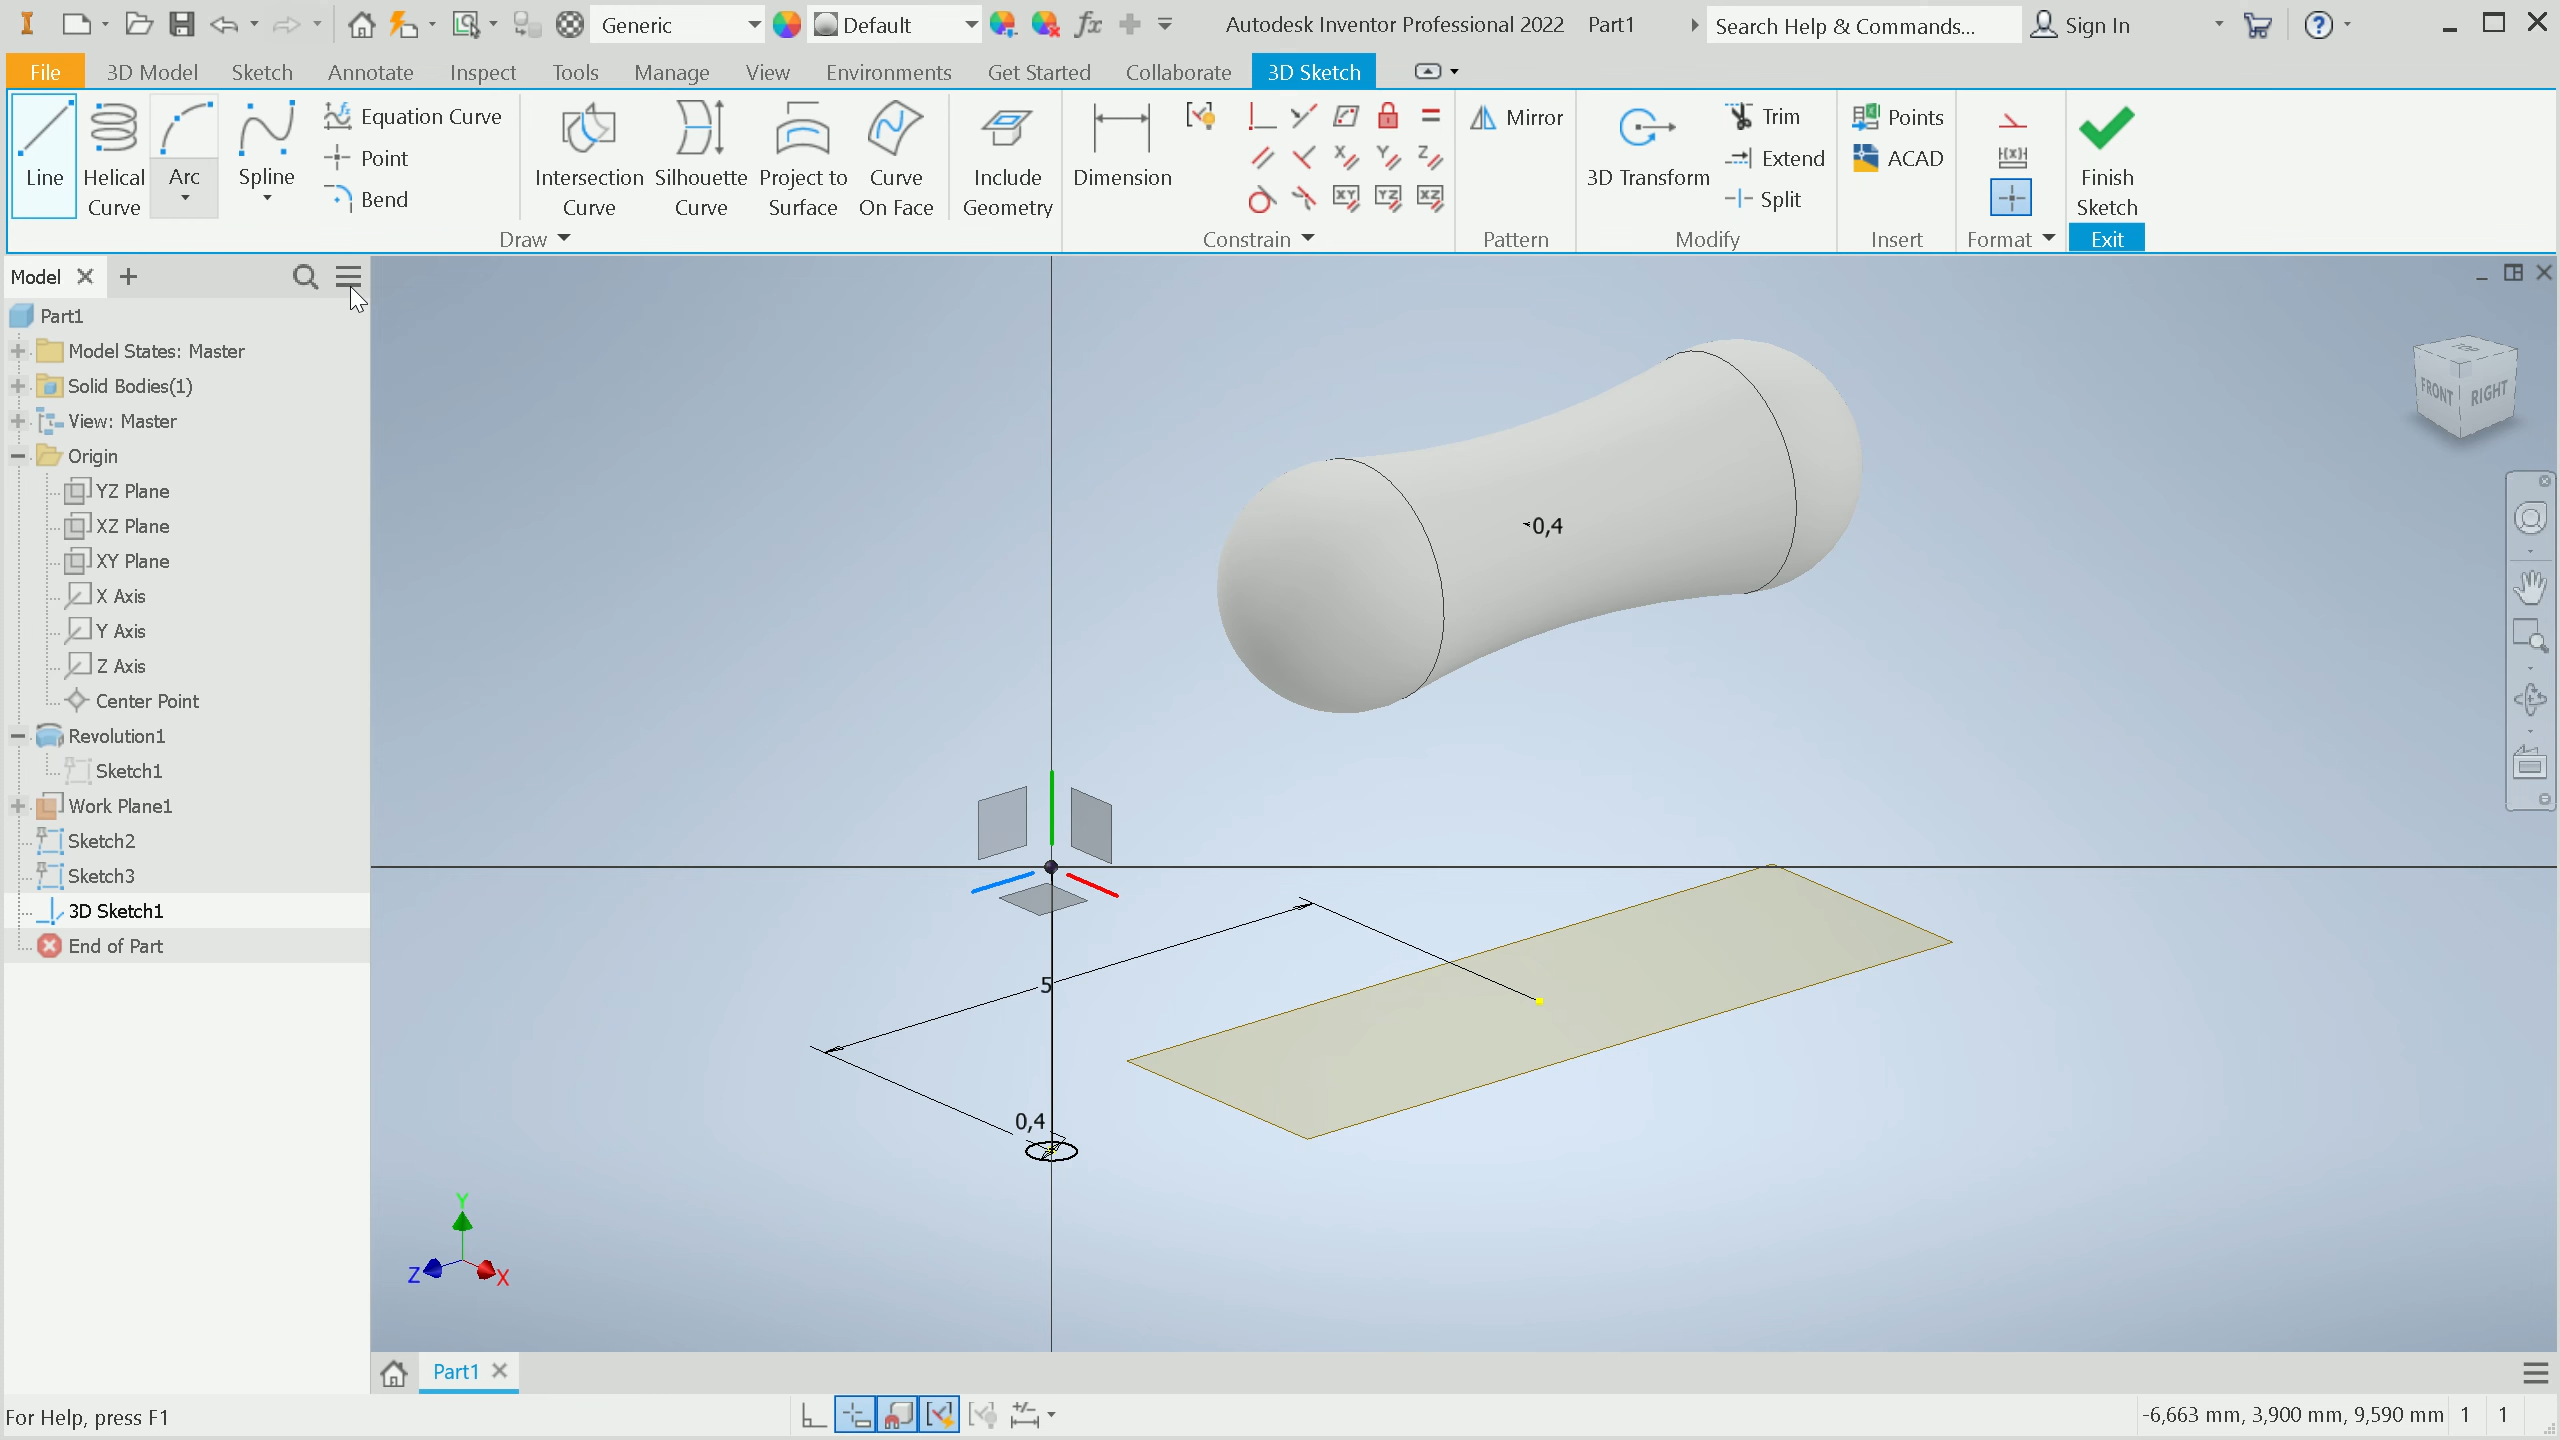 Generic
Default
Autodesk Inventor Professional 2022 Part1
Search Help & Commands...
Sign In
File
3D Model
Sketch
Annotate
Inspect
Tools
Manage
View
Environments
Get Started
Collaborate
3D Sketch
Line
Helical Curve
Arc
Spline
Equation Curve
Point
Bend
Intersection Curve
Silhouette Curve
Project to Surface
Curve On Face
Include Geometry
Dimension
Mirror
3D Transform
Trim
Extend
Split
Points
ACAD
Finish Sketch
Draw
Constrain
Pattern
Modify
Insert
Format
Exit
Model
Part1
Model States: Master
Solid Bodies(1)
View: Master
Origin
YZ Plane
XZ Plane
XY Plane
X Axis
Y Axis
Z Axis
Center Point
Revolution1
Sketch1
Work Plane1
Sketch2
Sketch3
3D Sketch1
End of Part
TOP
FRONT
RIGHT
0,4
5
0,4
Y
Z
X
Part1
For Help, press F1
-6,663 mm, 3,900 mm, 9,590 mm 1 1